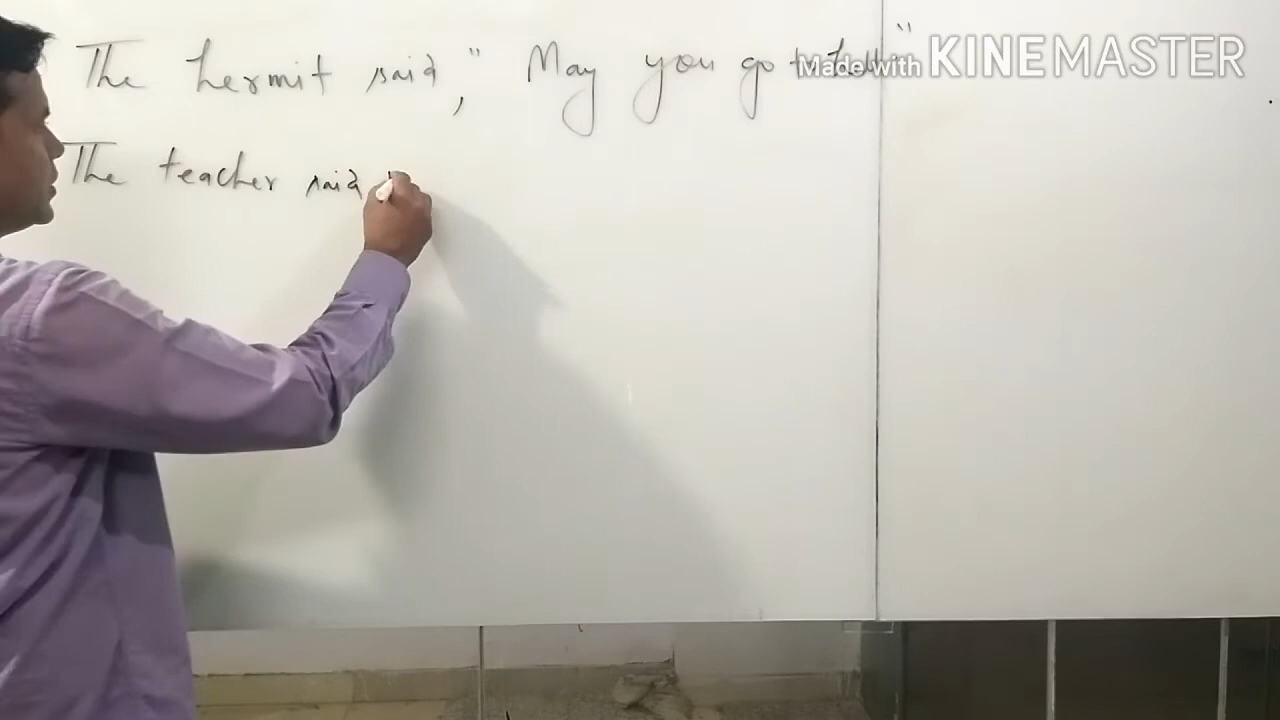 The hermit said, " May you go to hell"
The teacher said "
Made with KINEMASTER